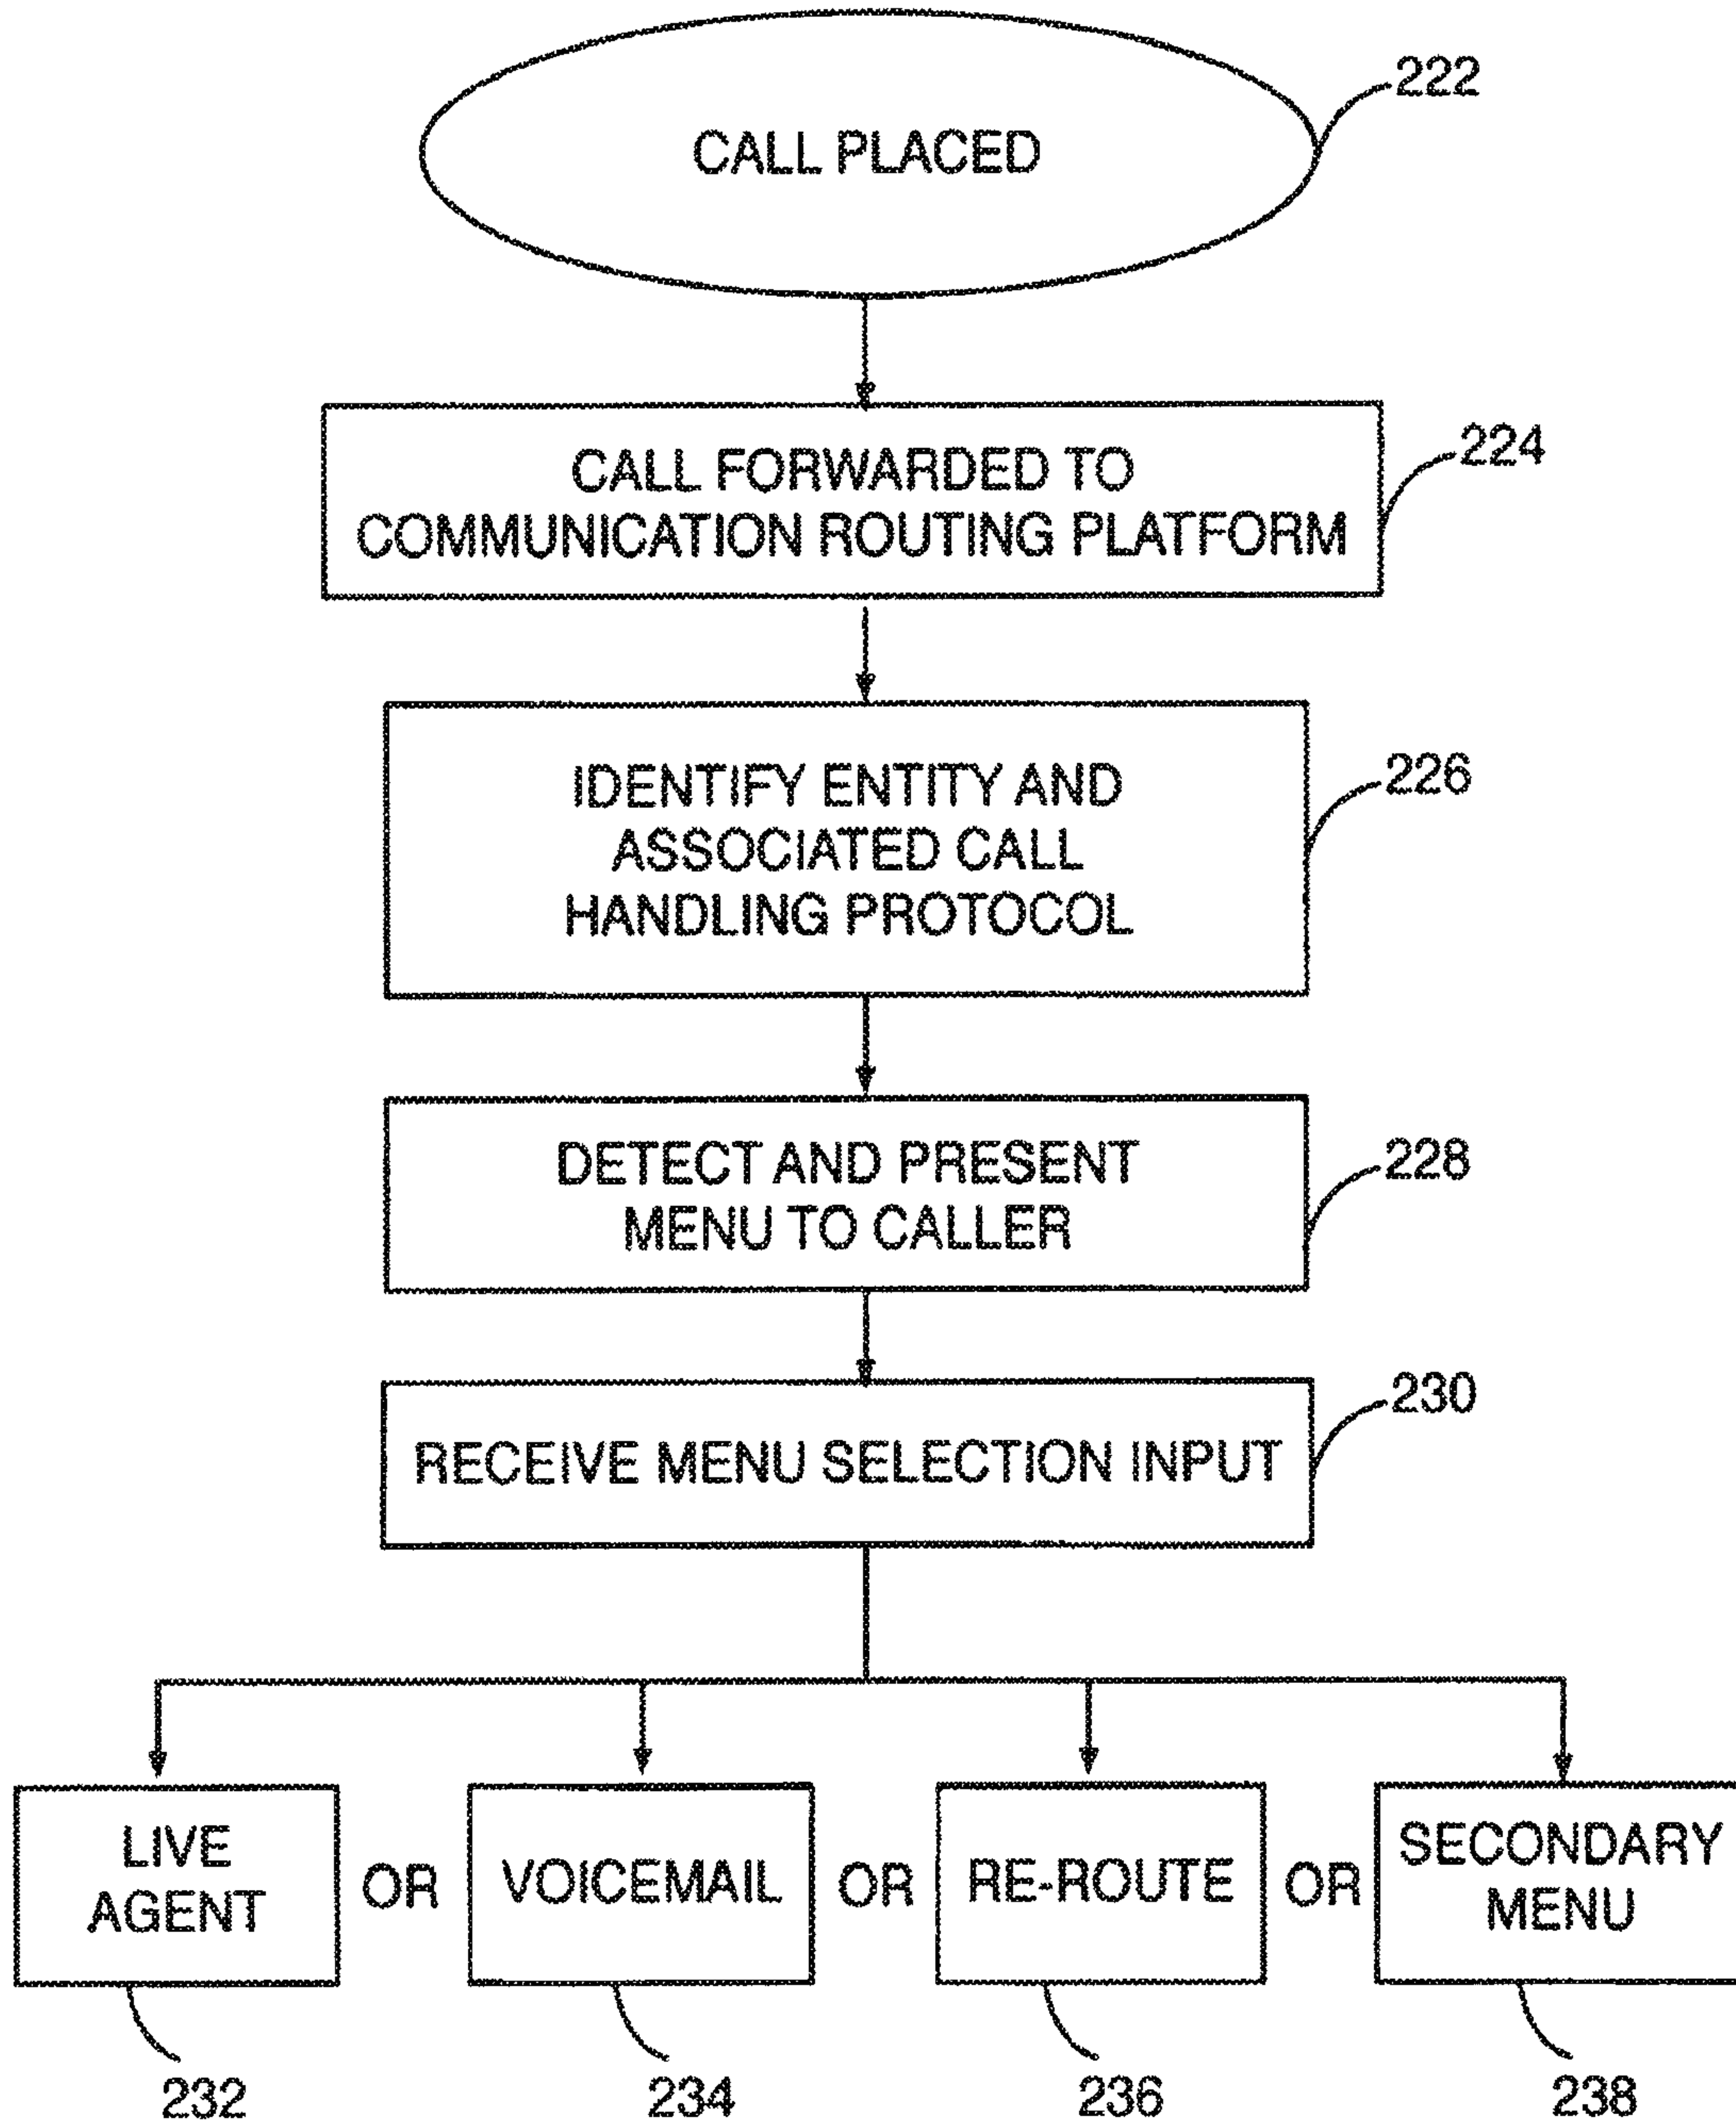 CALL PLACED
222
CALL FORWARDED TO
COMMUNICATION ROUTING PLATFORM
224
IDENTIFY ENTITY AND
ASSOCIATED CALL
HANDLING PROTOCOL
226
DETECT AND PRESENT
MENU TO CALLER
228
RECEIVE MENU SELECTION INPUT
230
LIVE
AGENT
OR
VOICEMAIL
OR
RE-ROUTE
OR
SECONDARY
MENU
232
234
236
238